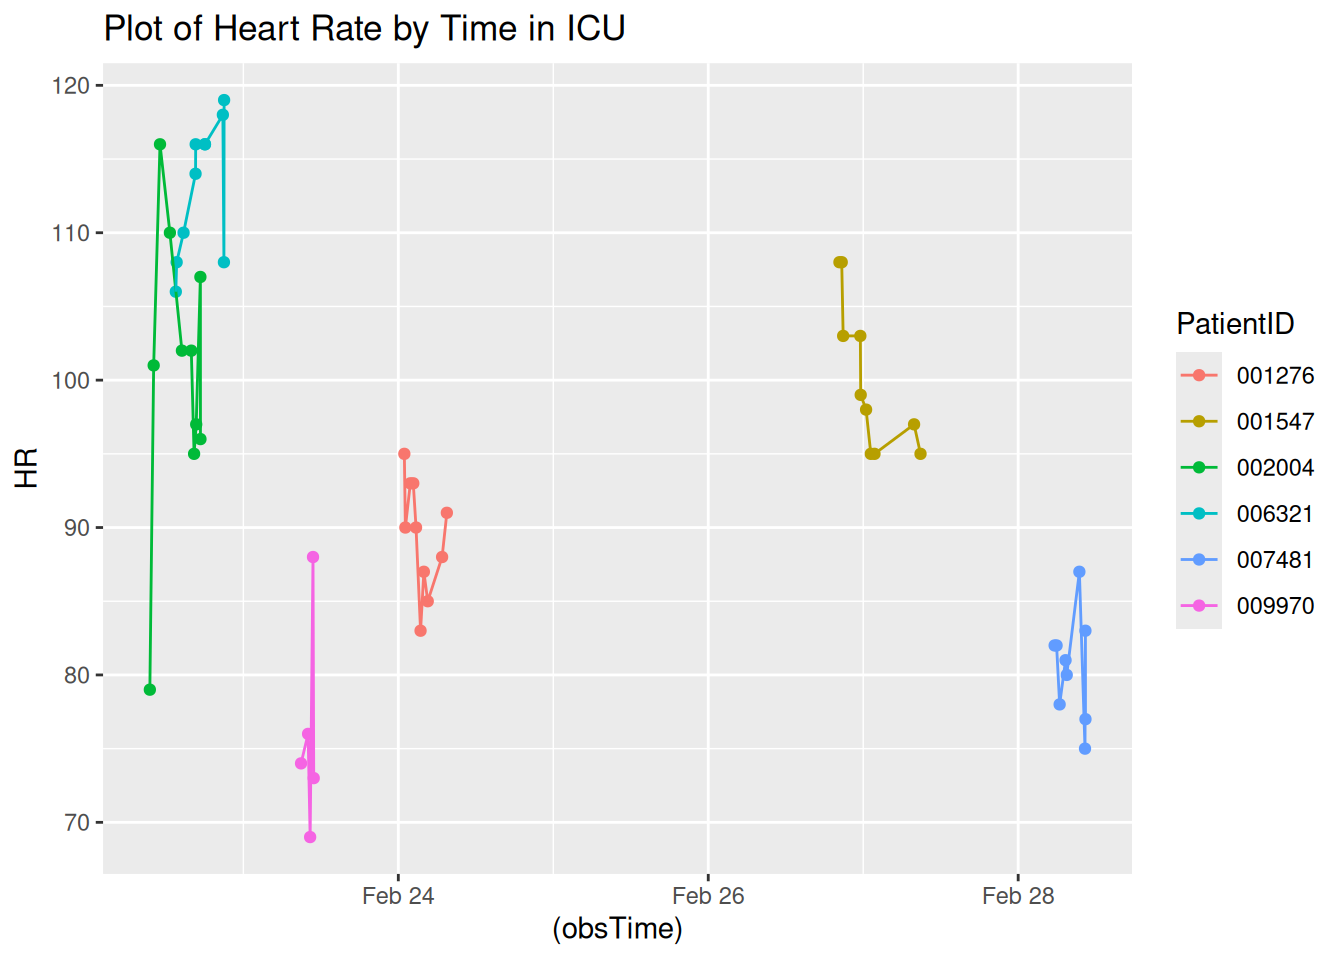 Plot of Heart Rate by Time in ICU
120
110
100
90
80
70
HR
Feb 24
Feb 26
Feb 28
(obsTime)
PatientID
001276
001547
002004
006321
007481
009970